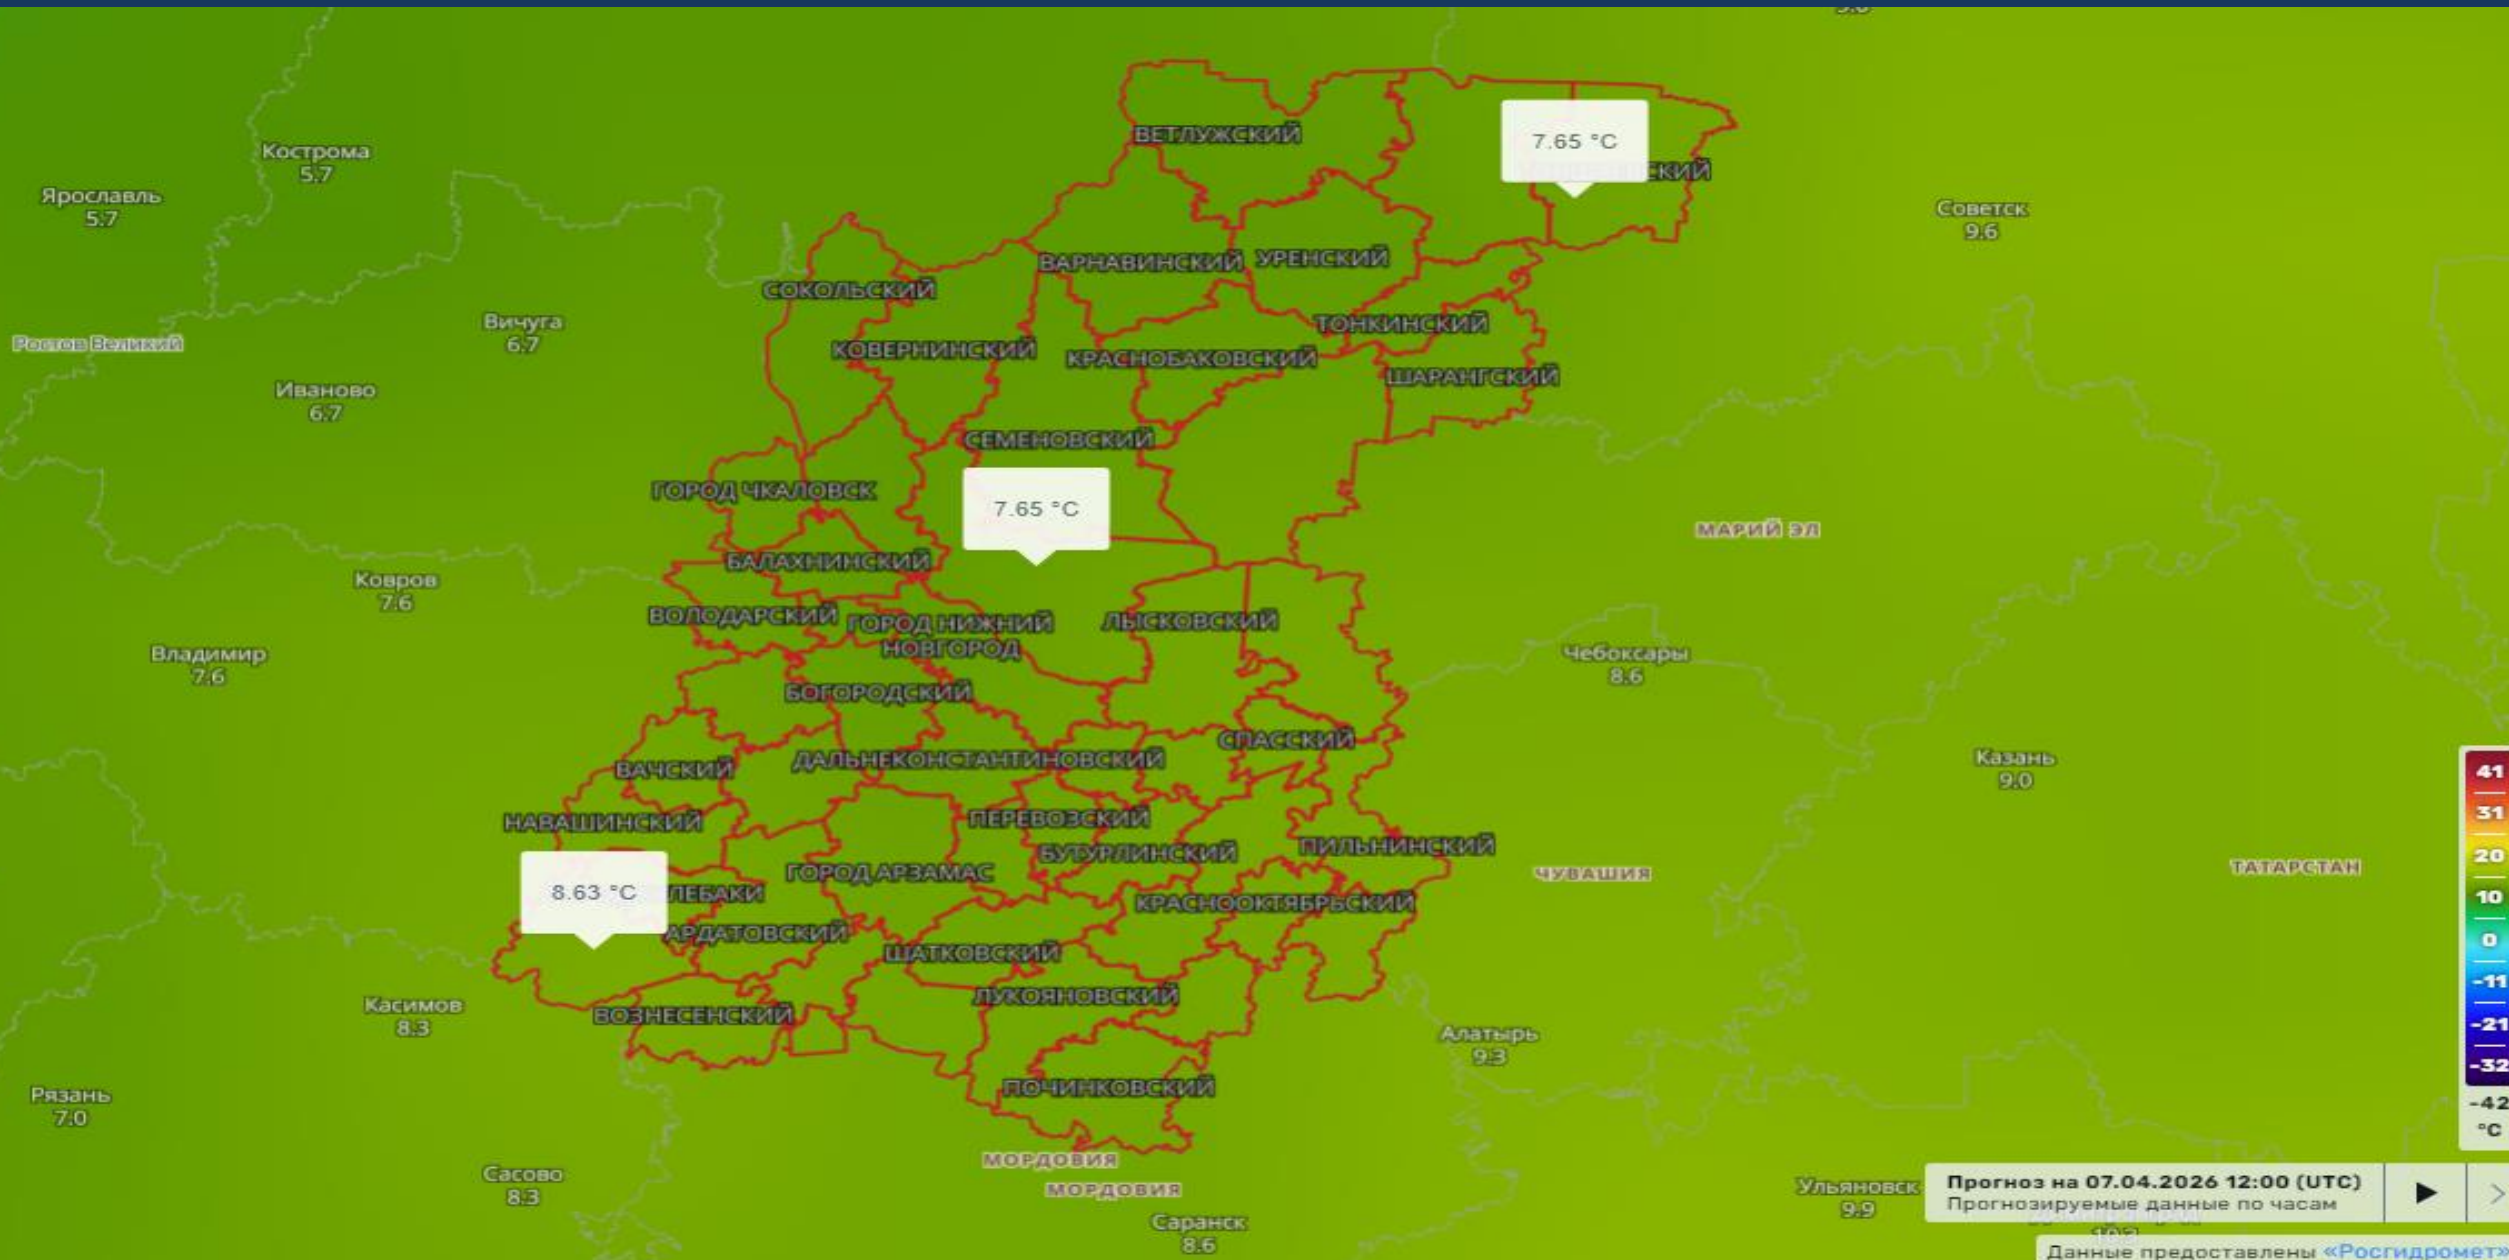 ВЕТЛУЖСКИЙ
7.65 °C
Кострома
5.7
Ярославль
5.7
Советск
9.6
ВАРНАВИНСКИЙ
УРЕНСКИЙ
СОКОЛЬСКИЙ
Вичуга
6.7
ТОНКИНСКИЙ
Ростов Великий
КОВЕРНИНСКИЙ
КРАСНОБАКОВСКИЙ
ШАРАНГСКИЙ
Иваново
6.7
СЕМЕНОВСКИЙ
ГОРОД ЧКАЛОВСК
7.65 °C
МАРИЙ ЭЛ
БАЛАХНИНСКИЙ
Ковров
7.6
ВОЛОДАРСКИЙ
ГОРОД НИЖНИЙ
НОВГОРОД
ЛЫСКОВСКИЙ
Владимир
7.6
Чебоксары
8.6
БОГОРОДСКИЙ
СПАССКИЙ
ВАЧСКИЙ
ДАЛЬНЕКОНСТАНТИНОВСКИЙ
Казань
9.0
НАВАШИНСКИЙ
ПЕРЕВОЗСКИЙ
БУТУРЛИНСКИЙ
ПИЛЬНИНСКИЙ
ГОРОД АРЗАМАС
ЧУВАШИЯ
ТАТАРСТАН
8.63 °C
ЛЕБАКИ
КРАСНООКТЯБРЬСКИЙ
АРДАТОВСКИЙ
ШАТКОВСКИЙ
ЛУКОЯНОВСКИЙ
Касимов
8.3
ВОЗНЕСЕНСКИЙ
Алатырь
9.3
Рязань
7.0
ПОЧИНКОВСКИЙ
МОРДОВИЯ
МОРДОВИЯ
Сасово
8.3
Саранск
8.6
Ульяновск
9.9
41
31
20
10
0
-11
-21
-32
-42
°C
Прогноз на 07.04.2026 12:00 (UTC)
Прогнозируемые данные по часам
Данные предоставлены «Росгидромет»